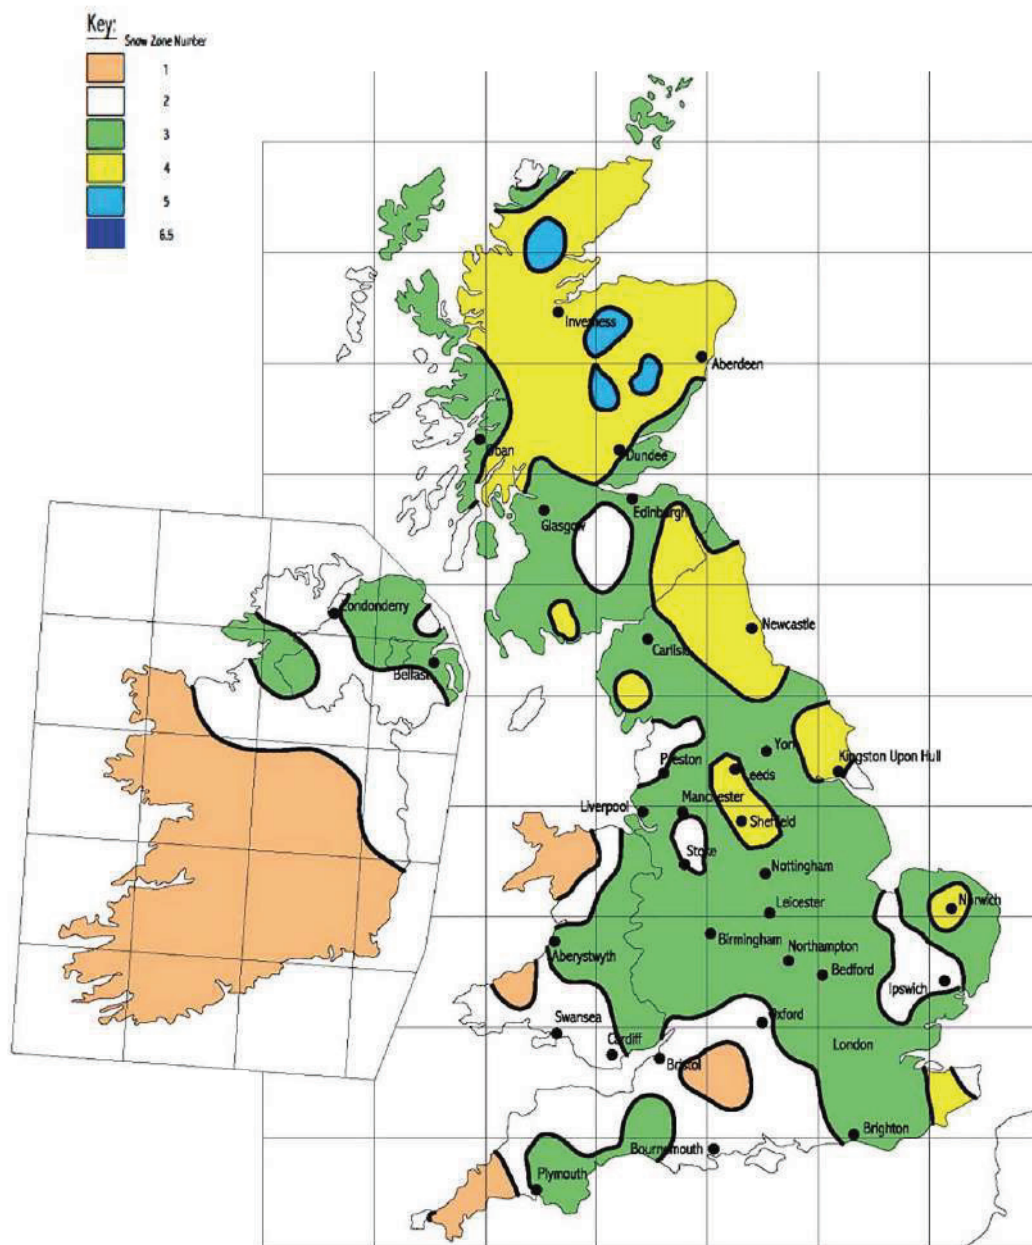 Key:
Snow Zone Number
1
2
3
4
5
6.5
Inverness
Aberdeen
Oban
Dundee
Glasgow
Edinburgh
Londonderry
Belfast
Newcastle
Carlisle
York
Kingston Upon Hull
Preston
Leeds
Liverpool
Manchester
Sheffield
Stoke
Nottingham
Norwich
Leicester
Birmingham
Northampton
Aberystwyth
Bedford
Ipswich
Swansea
Oxford
Cardiff
London
Bristol
Brighton
Bournemouth
Plymouth